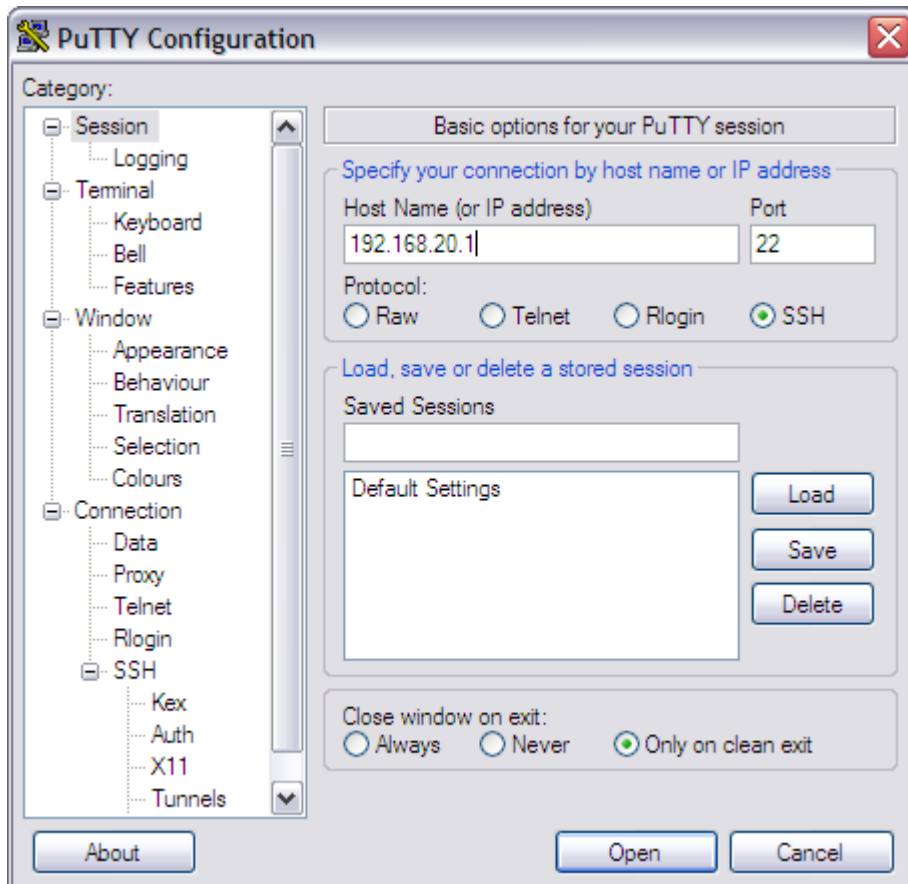 PuTTY Configuration
Category:
Session
Logging
Terminal
Keyboard
Bell
Features
Window
Appearance
Behaviour
Translation
Selection
Colours
Connection
Data
Proxy
Telnet
Rlogin
SSH
Kex
Auth
X11
Tunnels
Basic options for your PuTTY session
Specify your connection by host name or IP address
Host Name (or IP address) Port
192.168.20.1 22
Protocol:
Raw Telnet Rlogin SSH
Load, save or delete a stored session
Saved Sessions
Default Settings
Load
Save
Delete
Close window on exit:
Always Never Only on clean exit
About Open Cancel